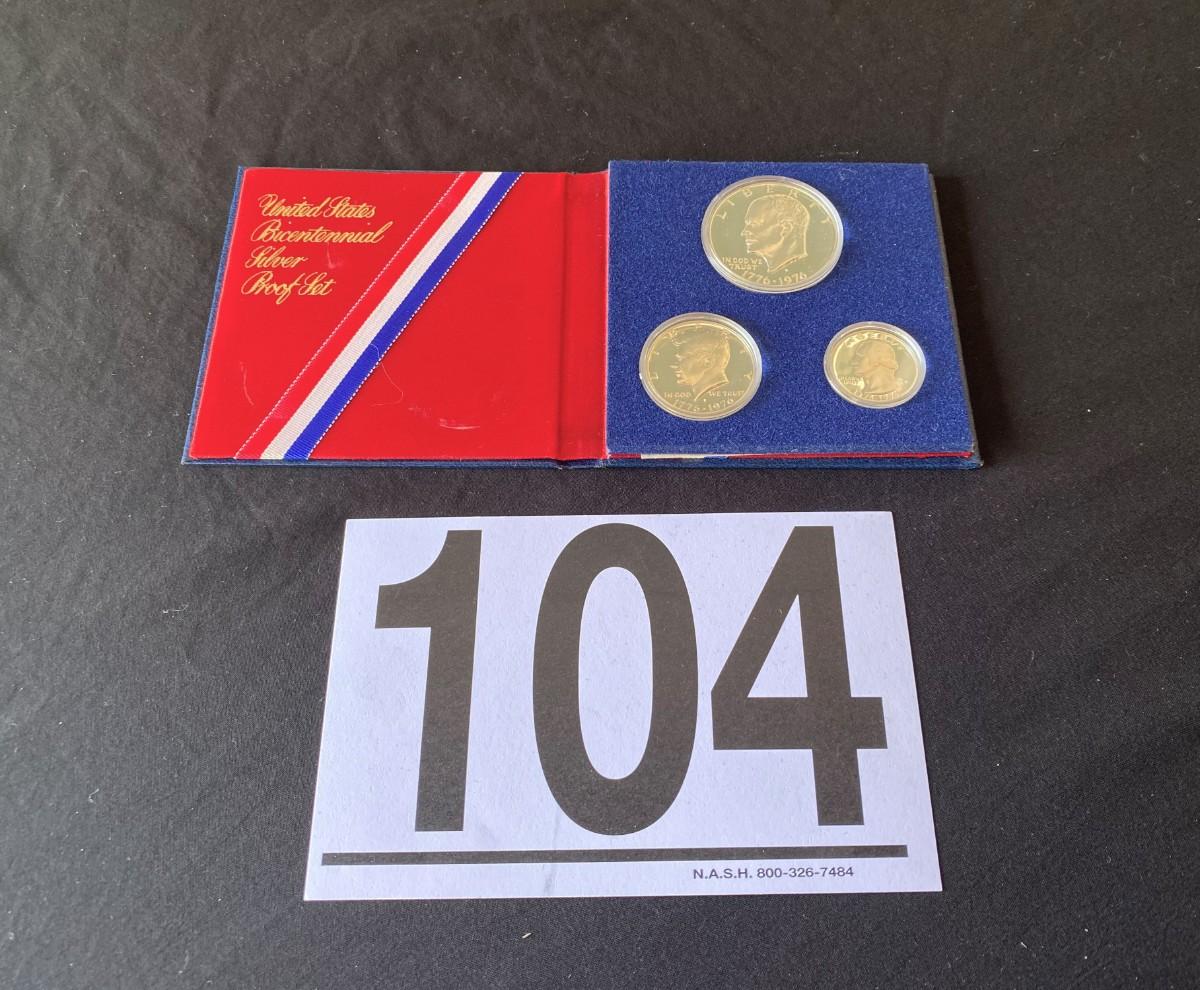 United States
Bicentennial
Silver
Proof Set
LIBERTY
IN GOD WE
TRUST
1776-1976
IN GOD WE TRUST
1776-1976
104
N.A.S.H. 800-326-7484